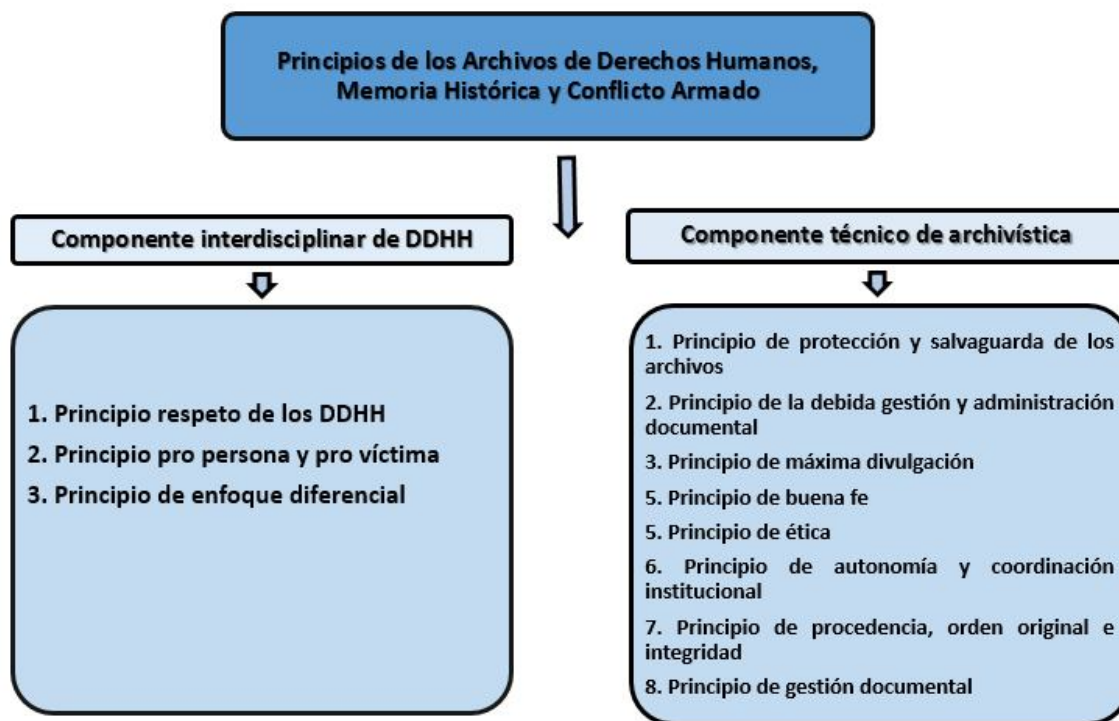 Principios de los Archivos de Derechos Humanos,
Memoria Histórica y Conflicto Armado
Componente interdisciplinar de DDHH
1. Principio respeto de los DDHH
2. Principio pro persona y pro víctima
3. Principio de enfoque diferencial
Componente técnico de archivística
1. Principio de protección y salvaguarda de los
archivos
2. Principio de la debida gestión y administración
documental
3. Principio de máxima divulgación
5. Principio de buena fe
5. Principio de ética
6. Principio de autonomía y coordinación
institucional
7. Principio de procedencia, orden original e
integridad
8. Principio de gestión documental